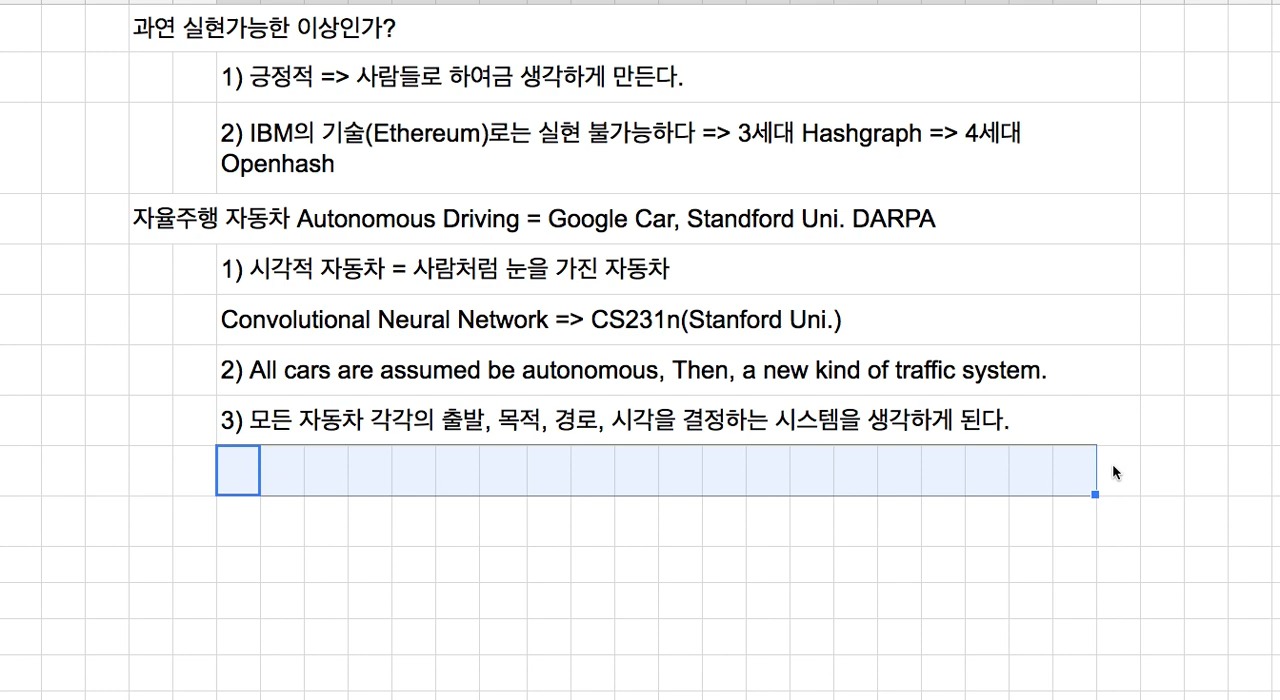 과연 실현가능한 이상인가?
1) 긍정적 => 사람들로 하여금 생각하게 만든다.
2) IBM의 기술(Ethereum)로는 실현 불가능하다 => 3세대 Hashgraph => 4세대
Openhash
자율주행 자동차 Autonomous Driving = Google Car, Standford Uni. DARPA
1) 시각적 자동차 = 사람처럼 눈을 가진 자동차
Convolutional Neural Network => CS231n(Stanford Uni.)
2) All cars are assumed be autonomous, Then, a new kind of traffic system.
3) 모든 자동차 각각의 출발, 목적, 경로, 시각을 결정하는 시스템을 생각하게 된다.